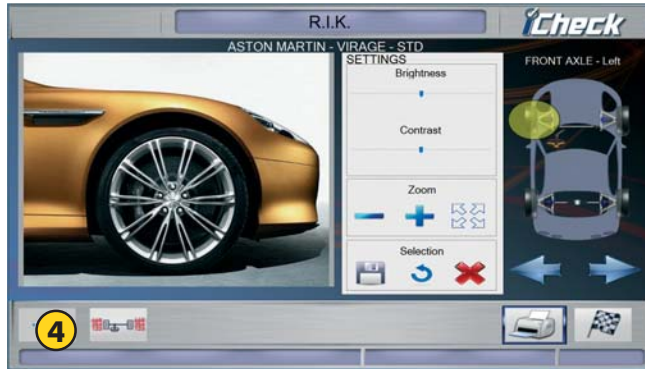 R.I.K.
iCheck
ASTON MARTIN - VIRAGE - STD
SETTINGS
FRONT AXLE - Left
Brightness
Contrast
Zoom
Selection
4